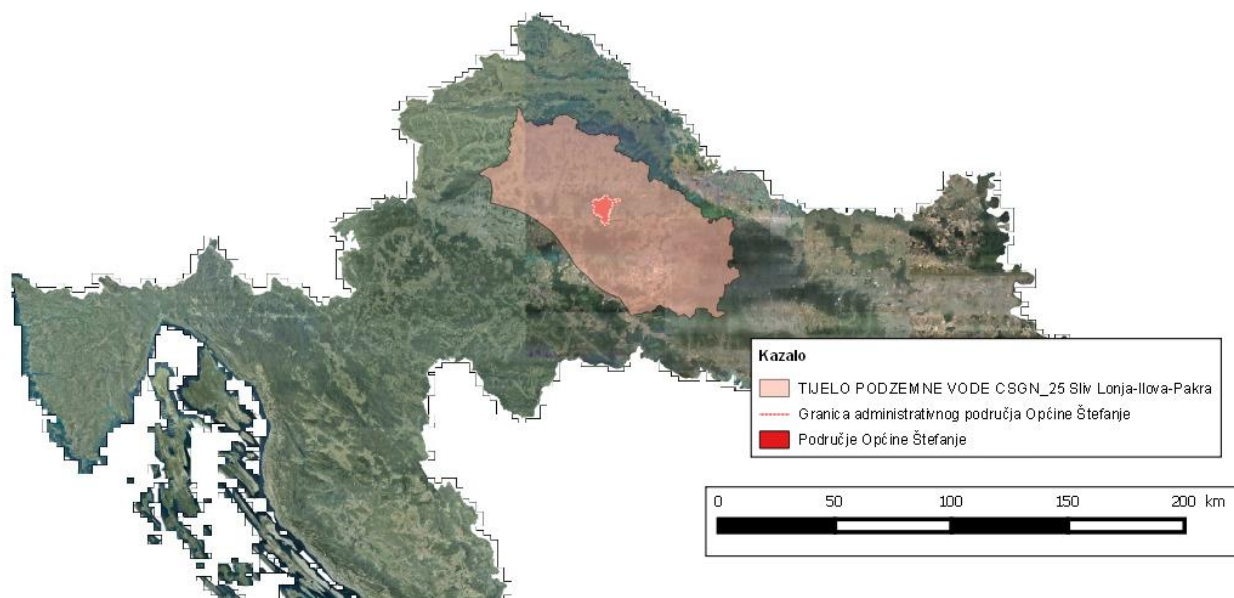 Kazalo
TIJELO PODZEMNE VODE CSGN_25 Sliv Lonja-Ilova-Pakra
Granica administrativnog područja Općine Štefanje
Područje Općine Štefanje
0 50 100 150 200 km